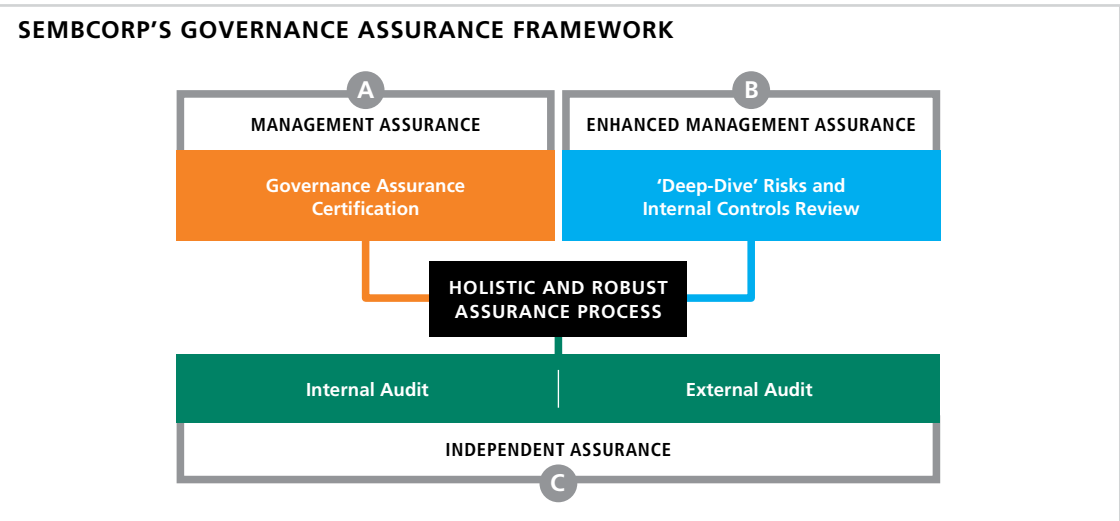 SEMBCORP’S GOVERNANCE ASSURANCE FRAMEWORK
A
B
MANAGEMENT ASSURANCE
ENHANCED MANAGEMENT ASSURANCE
Governance Assurance
Certification
‘Deep-Dive’ Risks and
Internal Controls Review
HOLISTIC AND ROBUST
ASSURANCE PROCESS
Internal Audit
External Audit
INDEPENDENT ASSURANCE
C